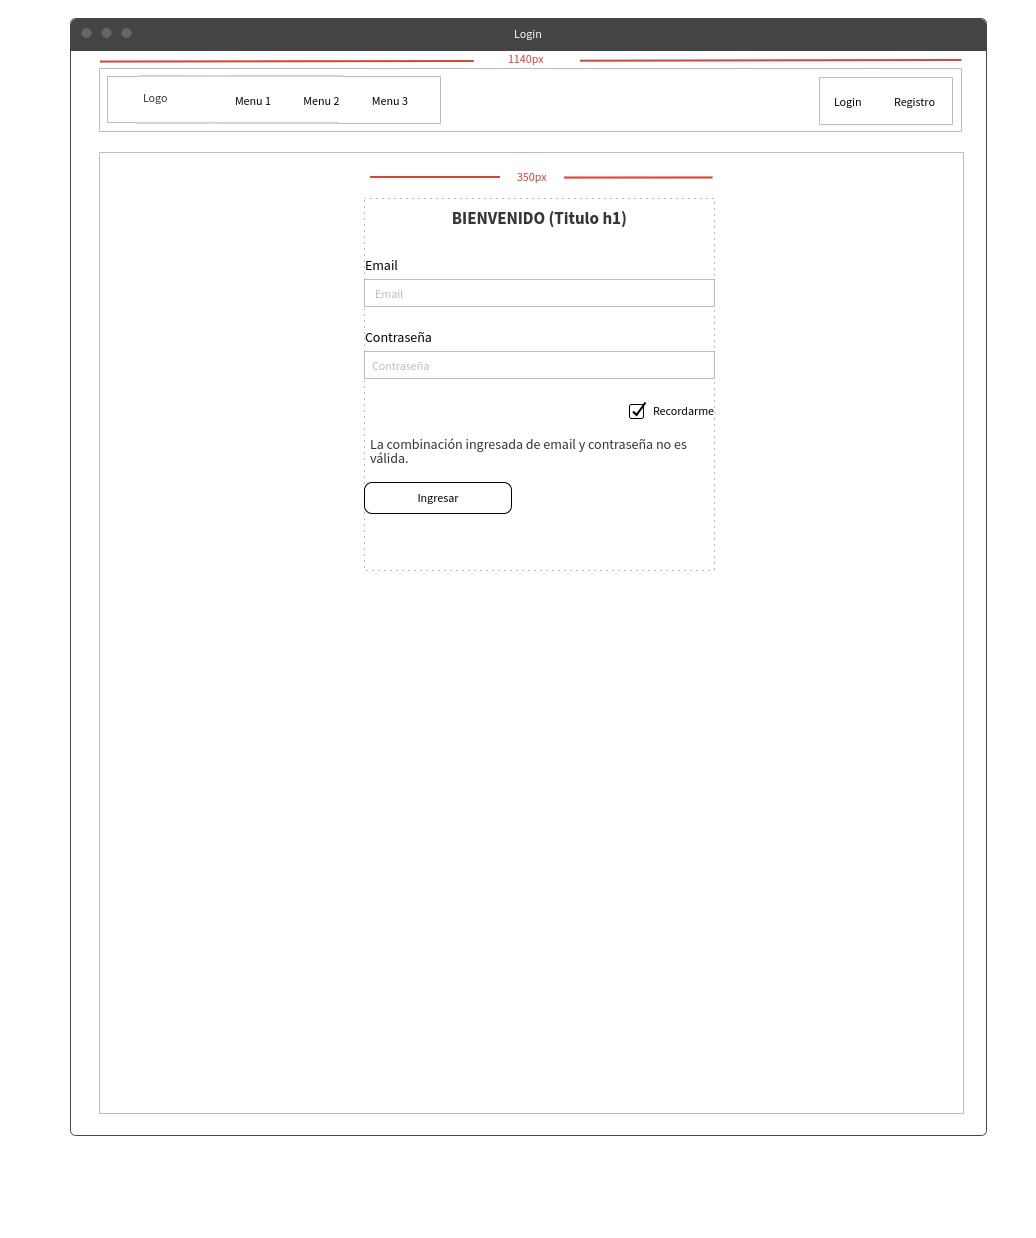 Login
1140px
Logo
Menu 1
Menu 2
Menu 3
Login
Registro
350px
BIENVENIDO (Titulo h1)
Email
Email
Contraseña
Contraseña
Recordarme
La combinación ingresada de email y contraseña no es
válida.
Ingresar